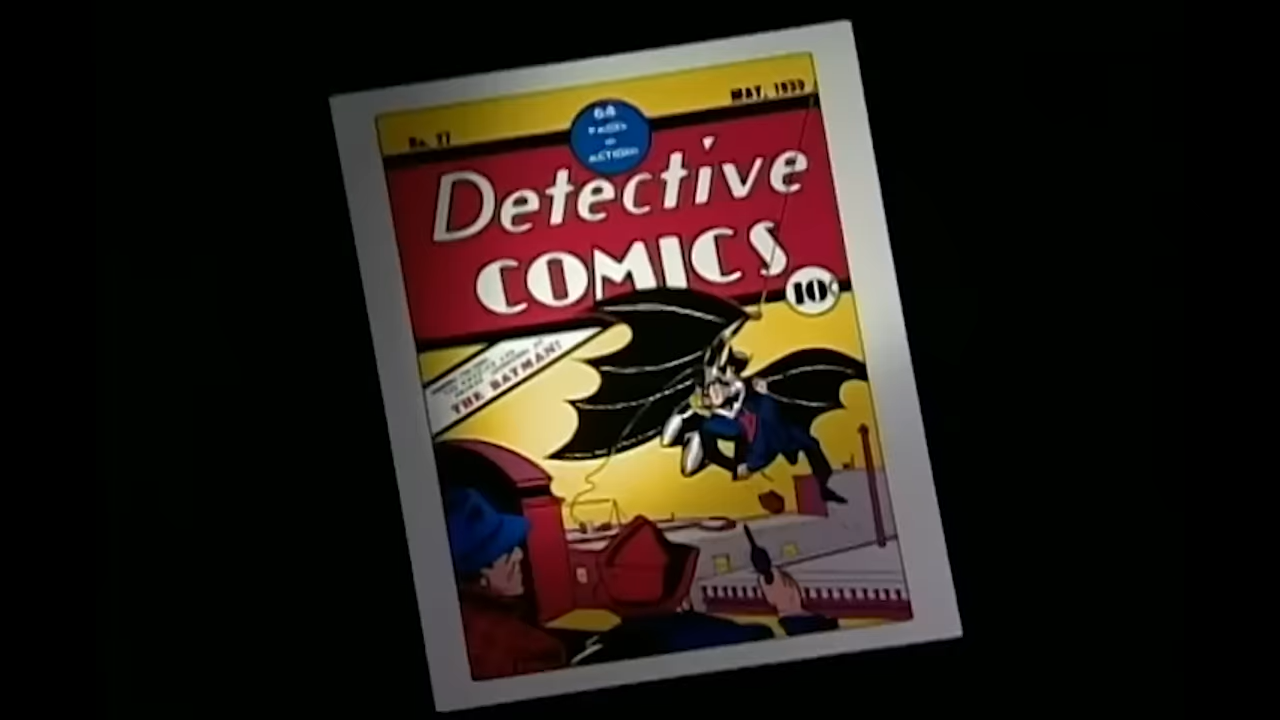 No. 27
MAY, 1939
64
PAGES
OF
ACTION!
Detective
COMICS
10¢
THE BATMAN!